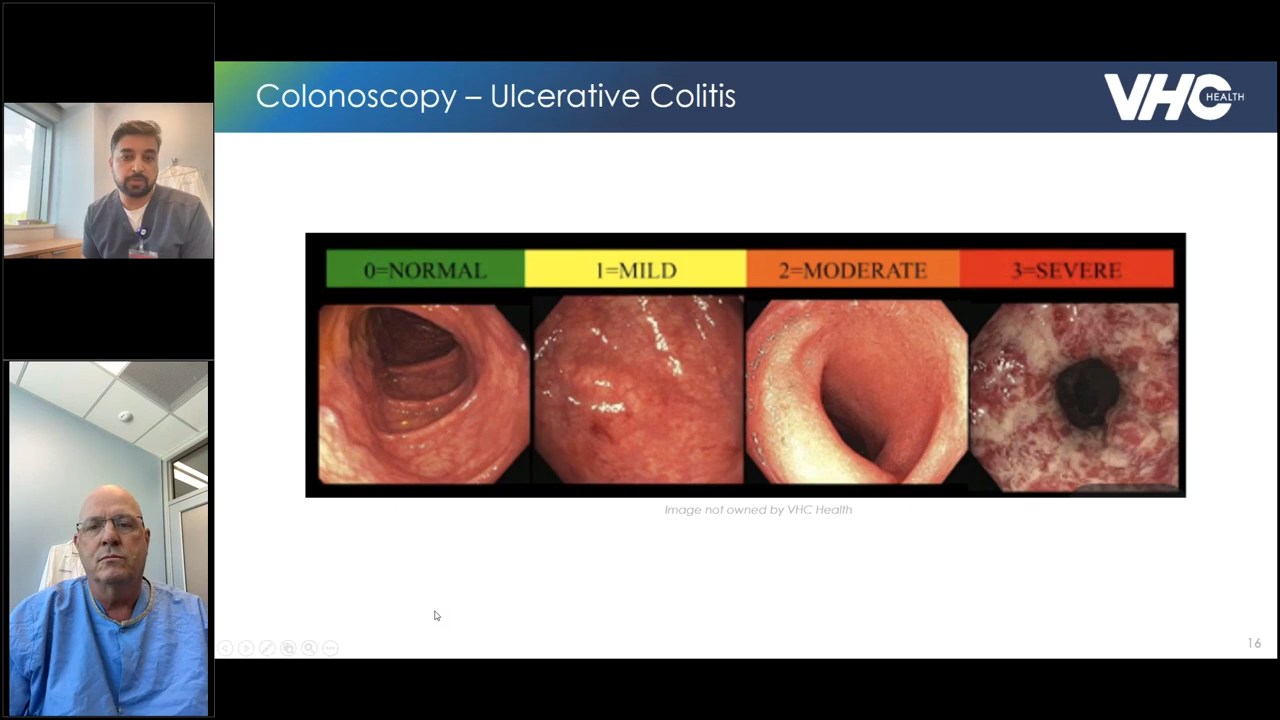 Colonoscopy – Ulcerative Colitis
VHC HEALTH
0=NORMAL 1=MILD 2=MODERATE 3=SEVERE
Image not owned by VHC Health
16